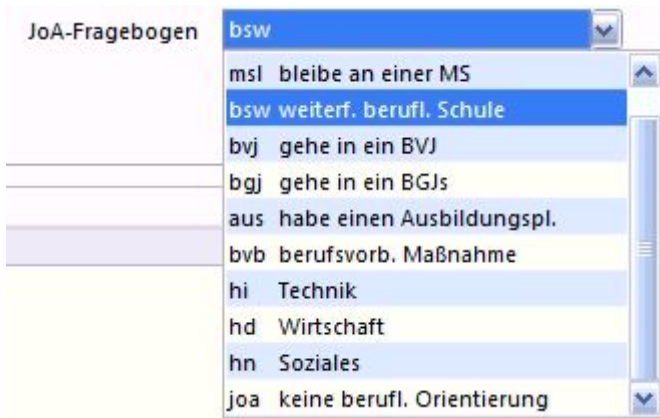 JoA-Fragebogen bsw
msl bleibe an einer MS
bsw weiterf. berufl. Schule
bvj gehe in ein BVJ
bgj gehe in ein BGJs
aus habe einen Ausbildungspl.
bvb berufsvorb. Maßnahme
hi Technik
hd Wirtschaft
hn Soziales
joa keine berufl. Orientierung